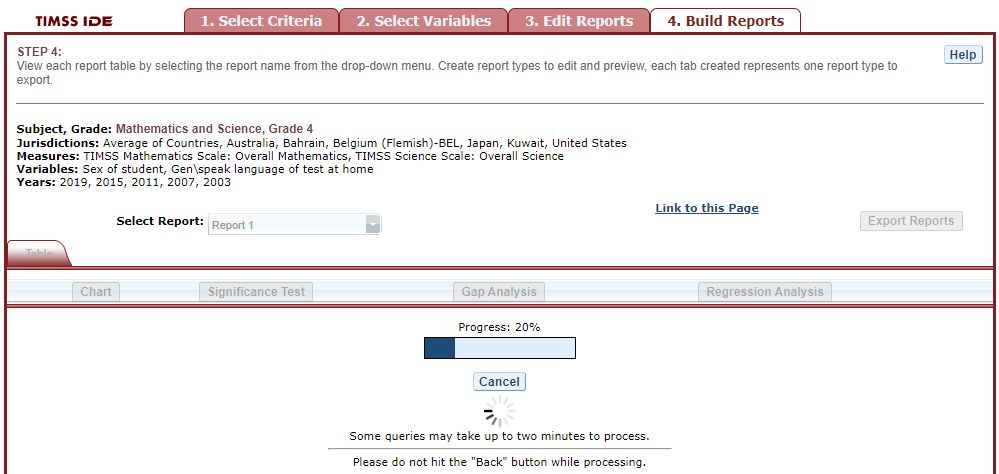 TIMSS IDE
1. Select Criteria
2. Select Variables
3. Edit Reports
4. Build Reports
STEP 4:
Help
View each report table by selecting the report name from the drop-down menu. Create report types to edit and preview, each tab created represents one report type to
export.
Subject, Grade: Mathematics and Science, Grade 4
Jurisdictions: Average of Countries, Australia, Bahrain, Belgium (Flemish)-BEL, Japan, Kuwait, United States
Measures: TIMSS Mathematics Scale: Overall Mathematics, TIMSS Science Scale: Overall Science
Variables: Sex of student, Gen\speak language of test at home
Years: 2019, 2015, 2011, 2007, 2003
Link to this Page
Select Report: Report 1
Export Reports
Table
Chart
Significance Test
Gap Analysis
Regression Analysis
Progress: 20%
Cancel
Some queries may take up to two minutes to process.
Please do not hit the "Back" button while processing.